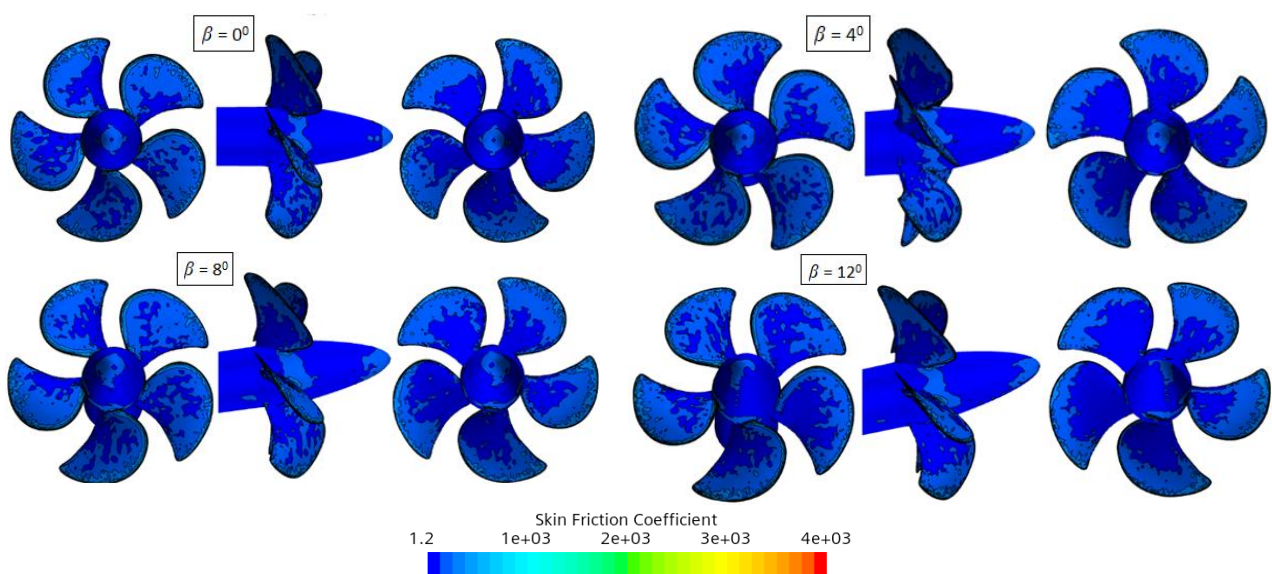 β = 0⁰
β = 4⁰
β = 8⁰
β = 12⁰
Skin Friction Coefficient
1.2 1e+03 2e+03 3e+03 4e+03